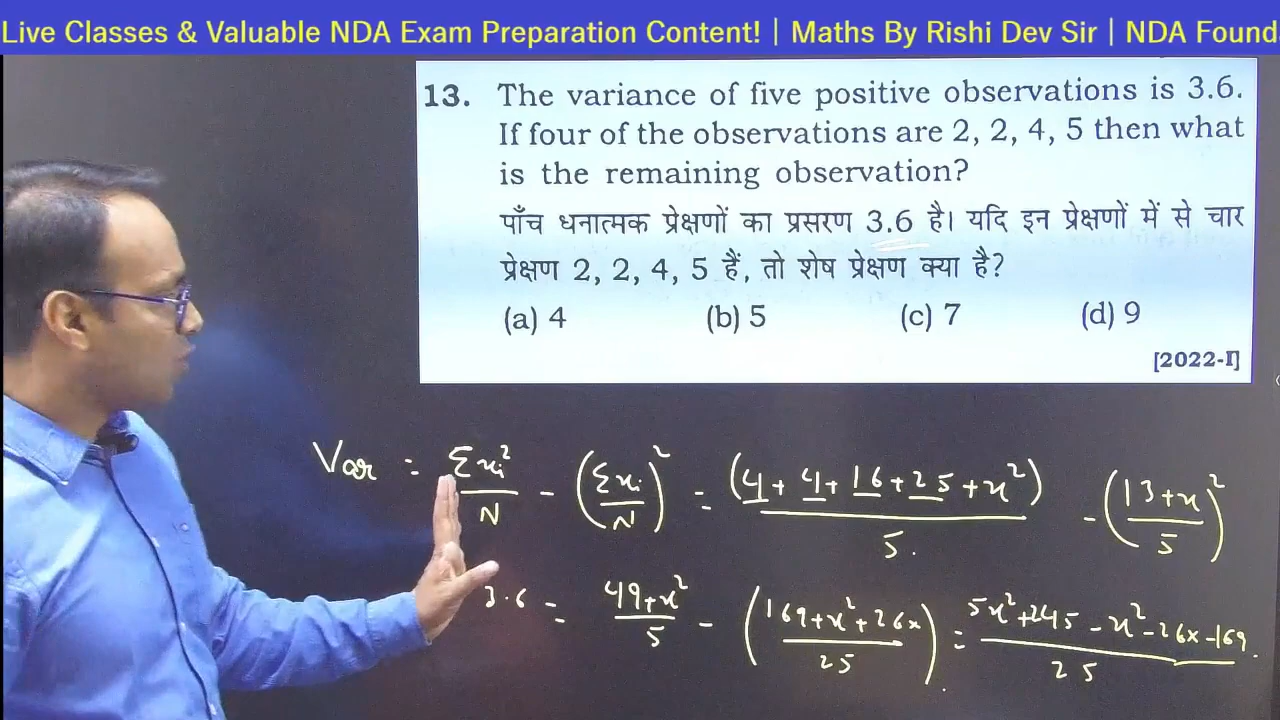 Live Classes & Valuable NDA Exam Preparation Content! | Maths By Rishi Dev Sir | NDA Found
13. The variance of five positive observations is 3.6.
If four of the observations are 2, 2, 4, 5 then what
is the remaining observation?
पाँच धनात्मक प्रेक्षणों का प्रसरण 3.6 है। यदि इन प्रेक्षणों में से चार
प्रेक्षण 2, 2, 4, 5 हैं, तो शेष प्रेक्षण क्या है?
(a) 4 (b) 5 (c) 7 (d) 9
[2022-I]
Var = Σxᵢ²/N - (Σxᵢ/N)² = (4+4+16+25+x²)/5. - ((13+x)/5)²
3.6 = (49+x²)/5 - ((169+x²+26x)/25) = (5x²+245-x²-26x-169)/25.